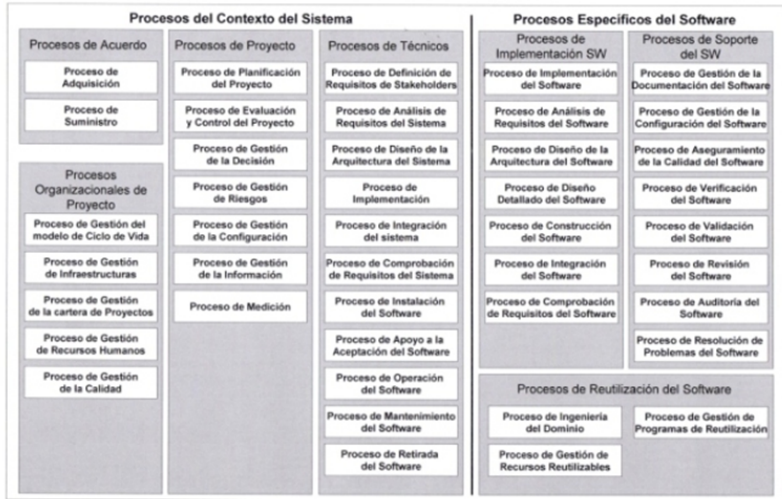 Procesos del Contexto del Sistema
Procesos de Acuerdo
Proceso de
Adquisición
Proceso de
Suministro
Procesos
Organizacionales de
Proyecto
Proceso de Gestión del
modelo de Ciclo de Vida
Proceso de Gestión
de Infraestructuras
Proceso de Gestión
de la cartera de Proyectos
Proceso de Gestión
de Recursos Humanos
Proceso de Gestión
de la Calidad
Procesos de Proyecto
Proceso de Planificación
del Proyecto
Proceso de Evaluación
y Control del Proyecto
Proceso de Gestión
de la Decisión
Proceso de Gestión
de Riesgos
Proceso de Gestión
de la Configuración
Proceso de Gestión
de la Información
Proceso de Medición
Procesos de Técnicos
Proceso de Definición de
Requisitos de Stakeholders
Proceso de Análisis de
Requisitos del Sistema
Proceso de Diseño de la
Arquitectura del Sistema
Proceso de
Implementación
Proceso de Integración
del sistema
Proceso de Comprobación
de Requisitos del Sistema
Proceso de Instalación
del Software
Proceso de Apoyo a la
Aceptación del Software
Proceso de Operación
del Software
Proceso de Mantenimiento
del Software
Proceso de Retirada
del Software
Procesos Especificos del Software
Procesos de
Implementación SW
Proceso de Implementación
del Software
Proceso de Análisis de
Requisitos del Software
Proceso de Diseño de la
Arquitectura del Software
Proceso de Diseño
Detallado del Software
Proceso de Construcción
del Software
Proceso de Integración
del Software
Proceso de Comprobación
de Requisitos del Software
Procesos de Soporte
del SW
Proceso de Gestión de la
Documentación del Software
Proceso de Gestión de la
Configuración del Software
Proceso de Aseguramiento
de la Calidad del Software
Proceso de Verificación
del Software
Proceso de Validación
del Software
Proceso de Revisión
del Software
Proceso de Auditoria del
Software
Proceso de Resolución de
Problemas del Software
Procesos de Reutilización del Software
Proceso de Ingeniería
del Dominio
Proceso de Gestión de
Programas de Reutilización
Proceso de Gestión de
Recursos Reutilizables